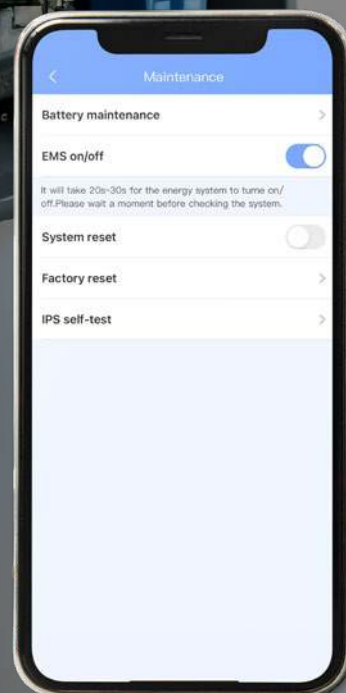 Maintenance
Battery maintenance
EMS on/off
It will take 20s-30s for the energy system to turne on/
off.Please wait a moment before checking the system.
System reset
Factory reset
IPS self-test